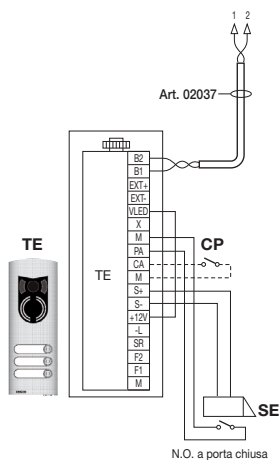 1 2
Art. 02037
B2
B1
EXT+
EXT-
VLED
X
M
PA
CA
M
S+
S-
+12V
-L
SR
F2
F1
M
TE
TE
CP
SE
N.O. a porta chiusa